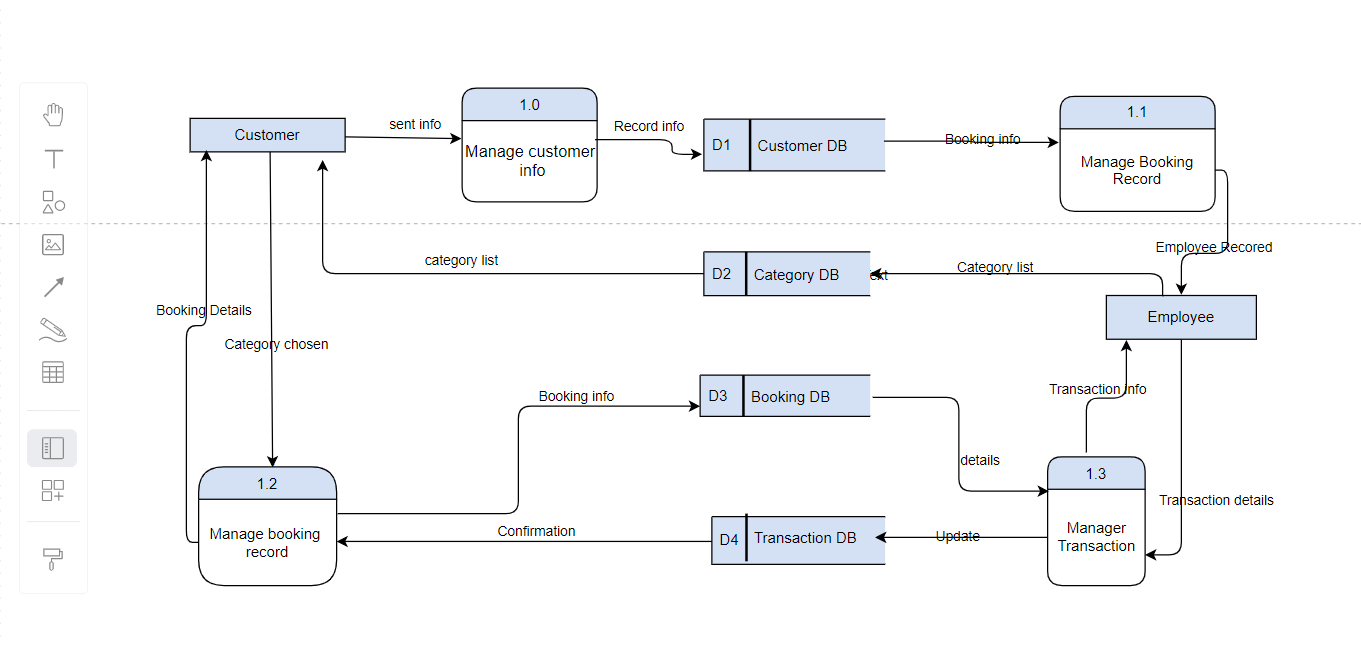 1.0
1.1
Customer
sent info
Manage customer
info
Record info
D1
Customer DB
Booking info
Manage Booking
Record
Employee Recored
category list
D2
Category DB
ext
Category list
Employee
Booking Details
Category chosen
Booking info
D3
Booking DB
Transaction info
details
1.2
1.3
Manage booking
record
Confirmation
D4
Transaction DB
Update
Manager
Transaction
Transaction details